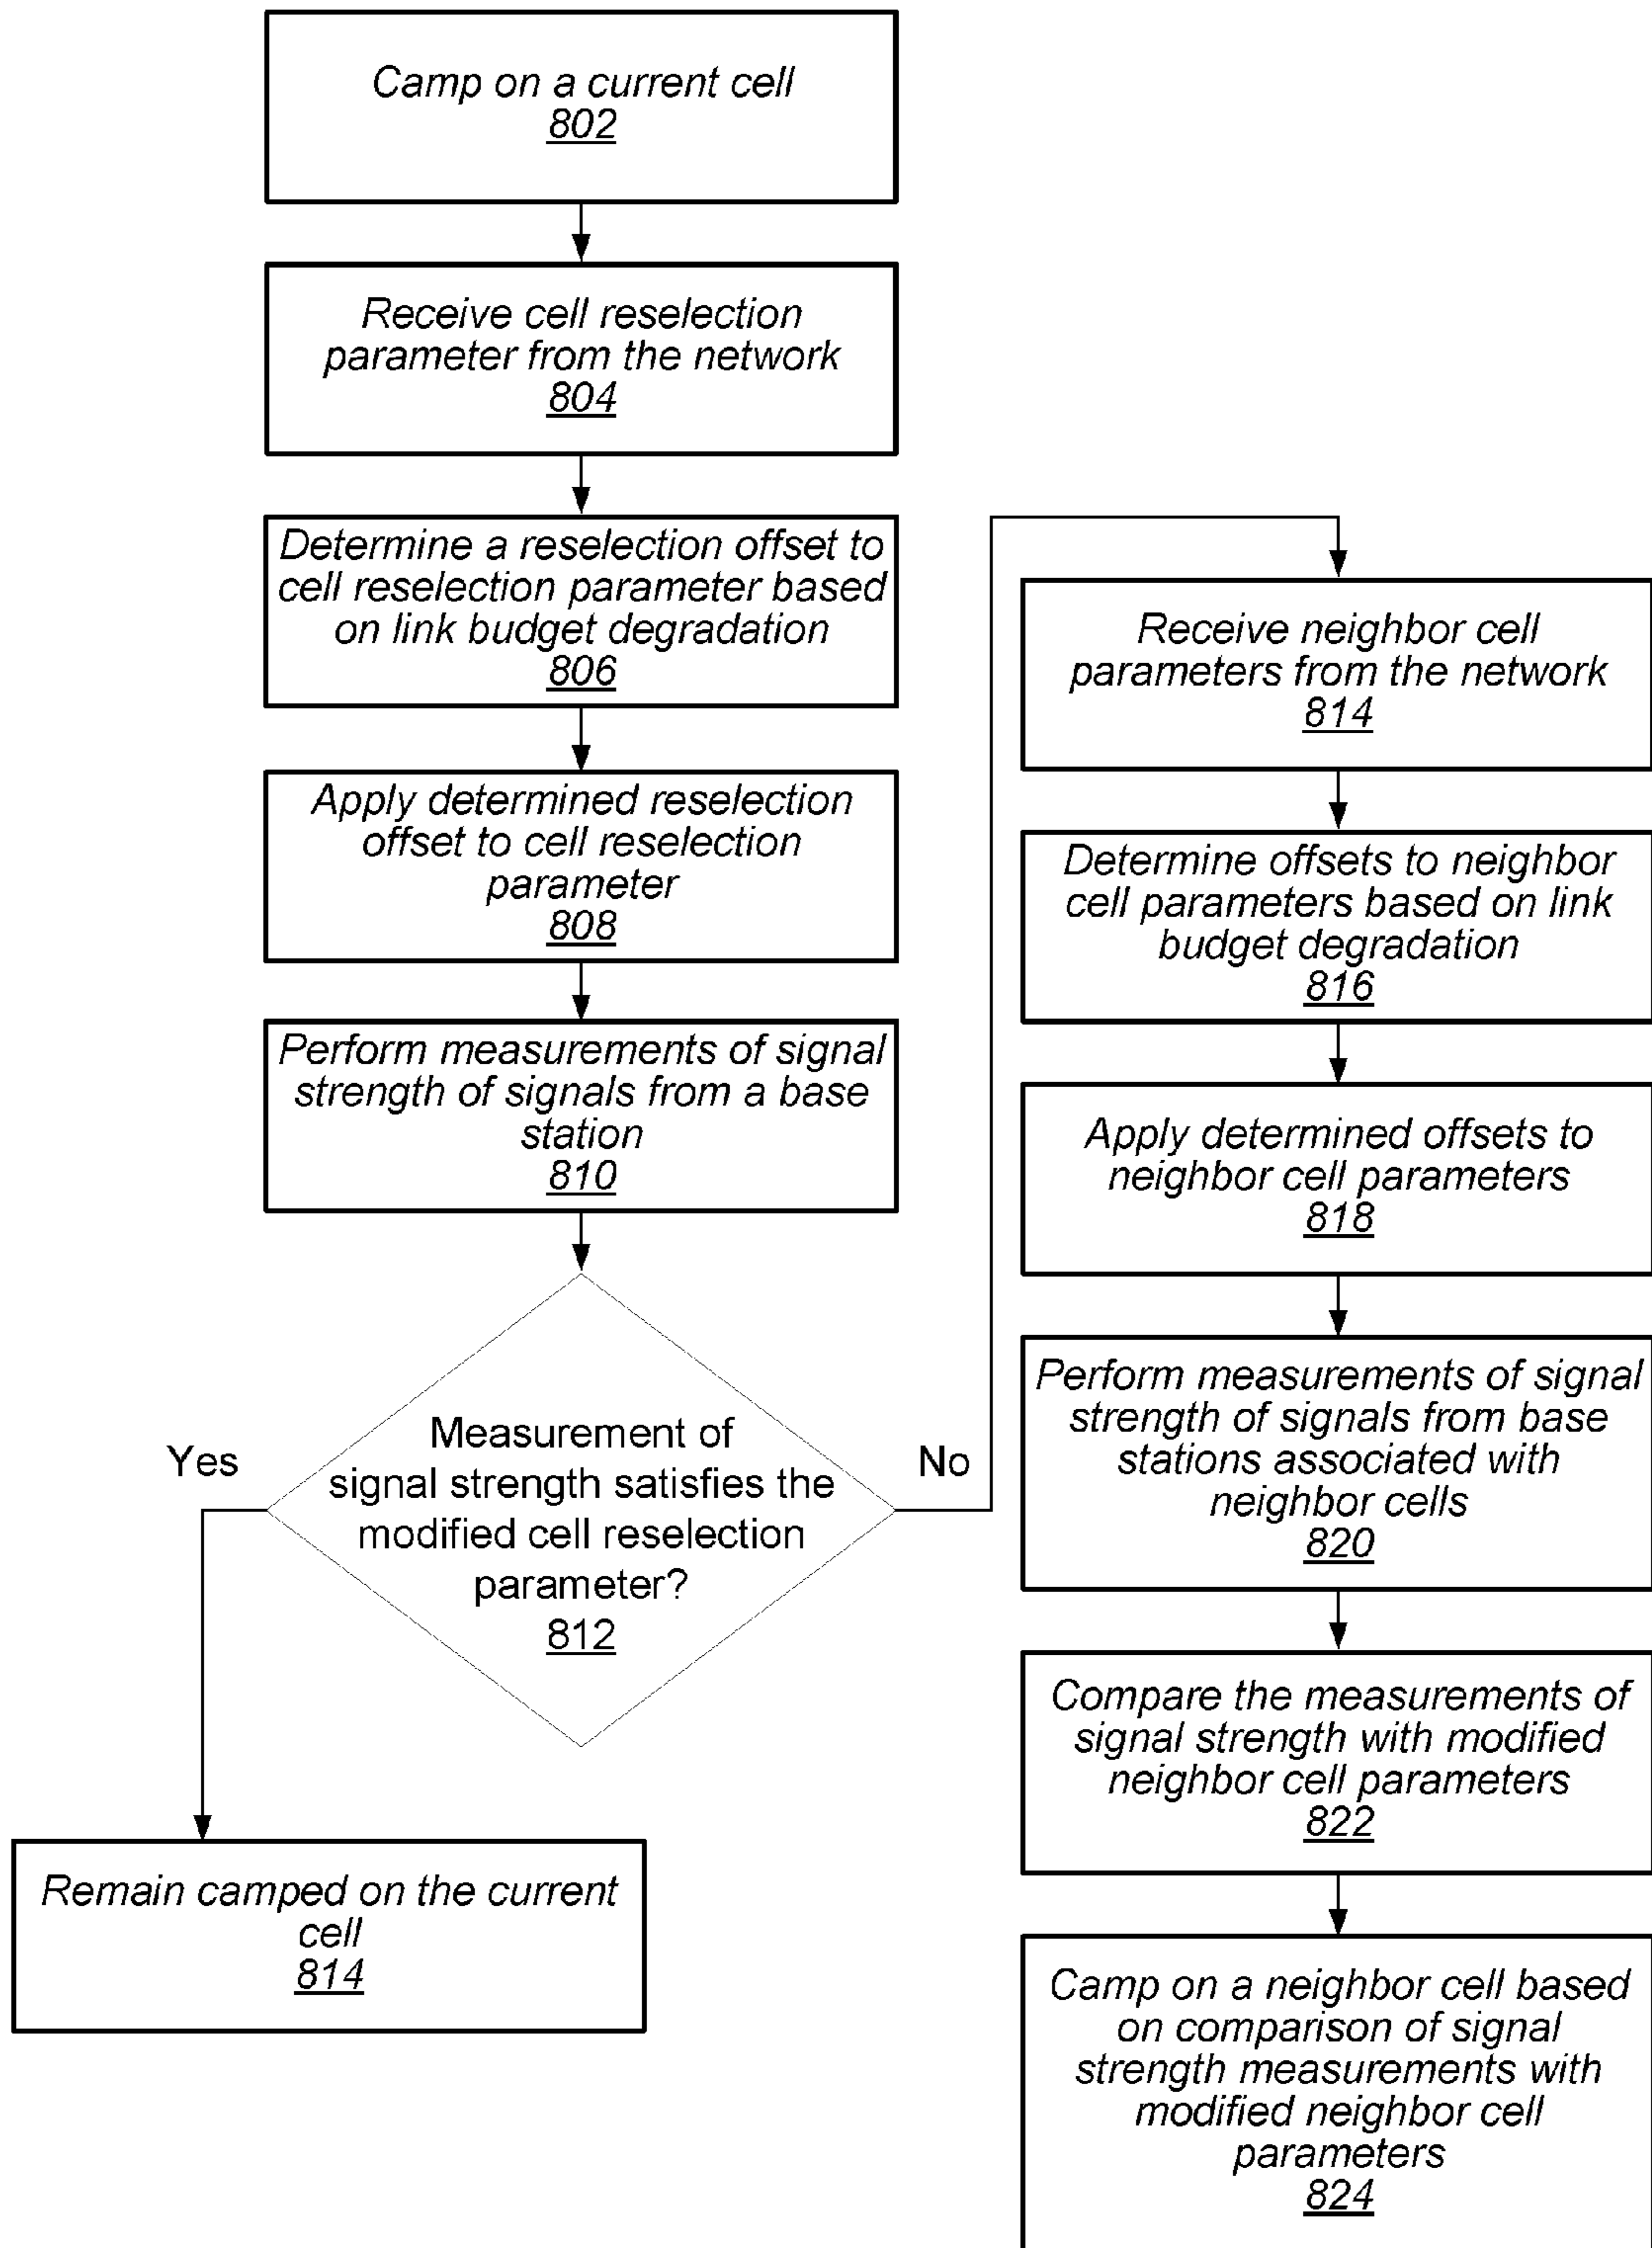 Camp on a current cell
802
Receive cell reselection
parameter from the network
804
Determine a reselection offset to
cell reselection parameter based
on link budget degradation
806
Apply determined reselection
offset to cell reselection
parameter
808
Perform measurements of signal
strength of signals from a base
station
810
Measurement of
signal strength satisfies the
modified cell reselection
parameter?
812
Yes
No
Remain camped on the current
cell
814
Receive neighbor cell
parameters from the network
814
Determine offsets to neighbor
cell parameters based on link
budget degradation
816
Apply determined offsets to
neighbor cell parameters
818
Perform measurements of signal
strength of signals from base
stations associated with
neighbor cells
820
Compare the measurements of
signal strength with modified
neighbor cell parameters
822
Camp on a neighbor cell based
on comparison of signal
strength measurements with
modified neighbor cell
parameters
824